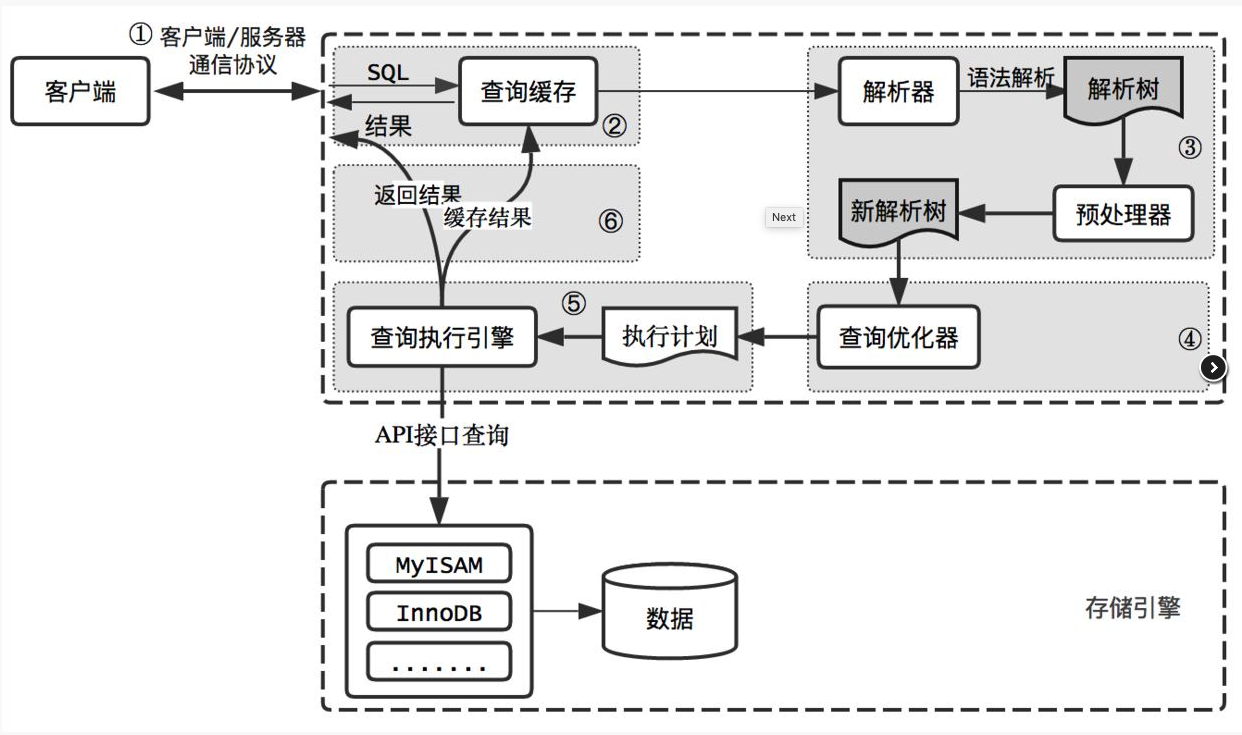 ① 客户端/服务器
通信协议
客户端
SQL
查询缓存
②
结果
解析器
语法解析
解析树
③
返回结果
缓存结果
⑥
Next
新解析树
预处理器
查询执行引擎
⑤
执行计划
查询优化器
④
API接口查询
MyISAM
InnoDB
.......
数据
存储引擎